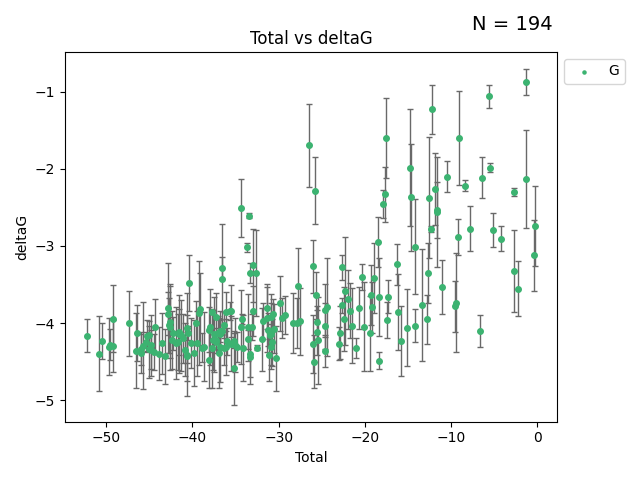 N = 194
Total vs deltaG
G
−1
−2
−3
−4
−5
deltaG
−50 −40 −30 −20 −10 0
Total